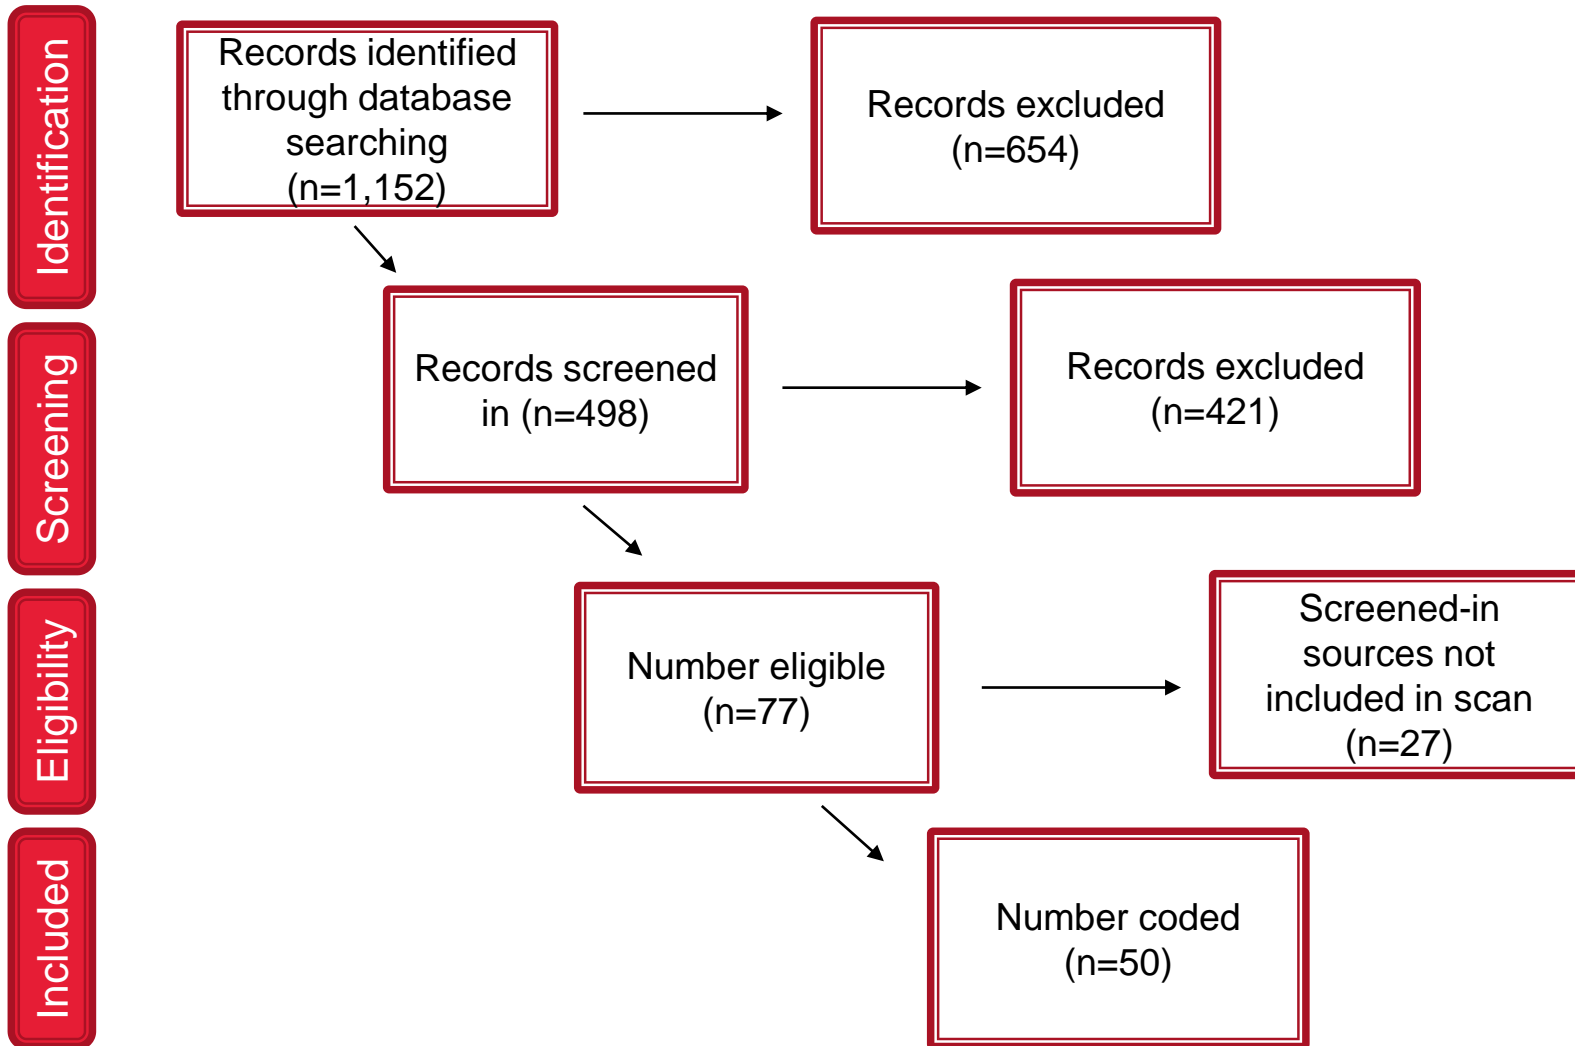 Identification
Records identified
through database
searching
(n=1,152)
Records excluded
(n=654)
Screening
Records screened
in (n=498)
Records excluded
(n=421)
Eligibility
Number eligible
(n=77)
Screened-in
sources not
included in scan
(n=27)
Included
Number coded
(n=50)